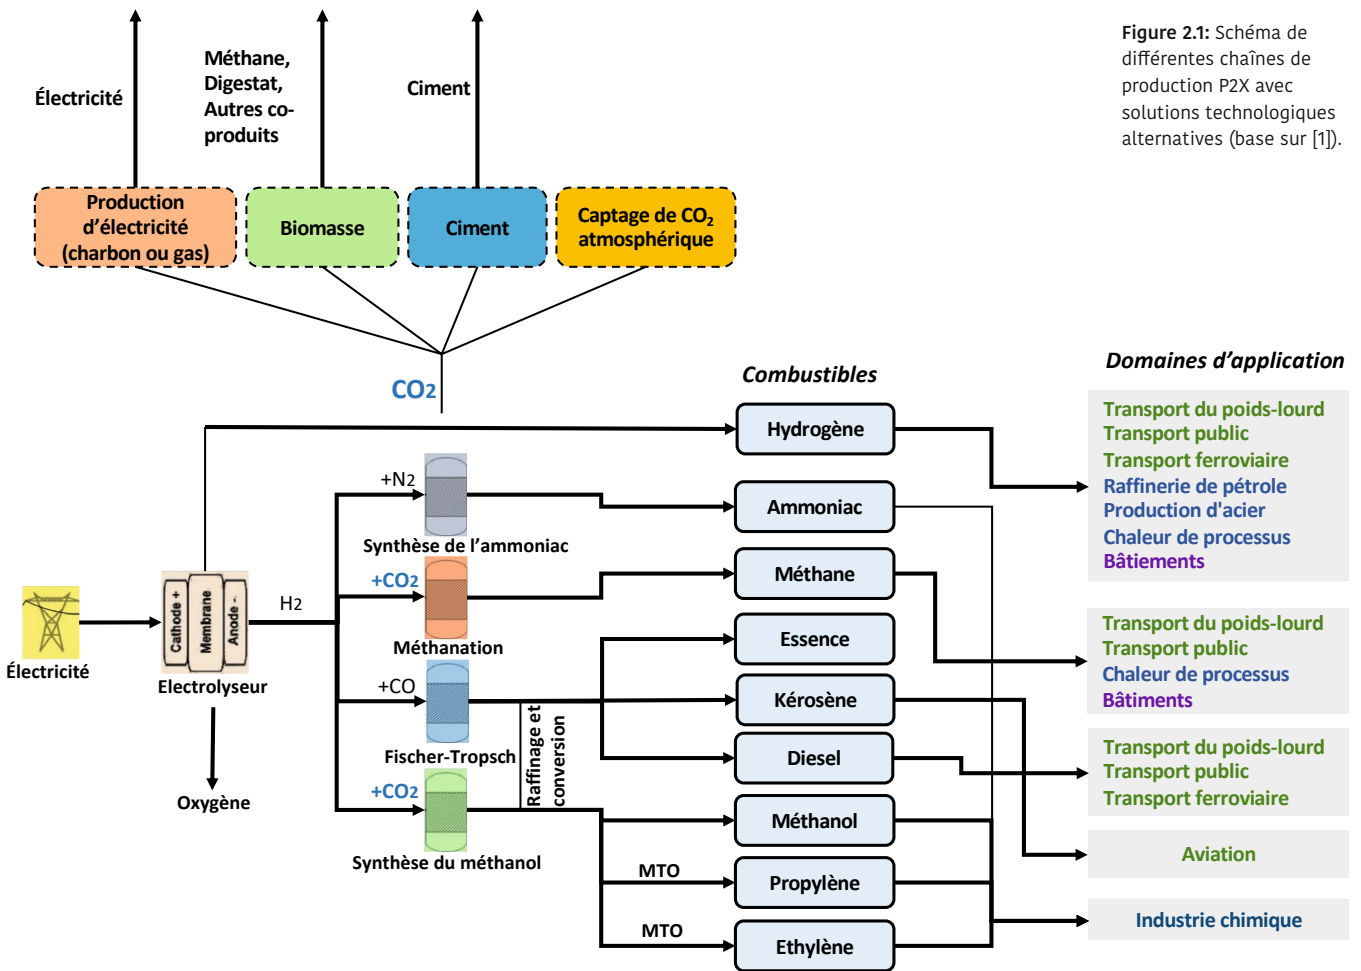 Figure 2.1: Schéma de
différentes chaînes de
production P2X avec
solutions technologiques
alternatives (base sur [1]).
Électricité
Méthane,
Digestat,
Autres co-
produits
Ciment
Production
d'électricité
(charbon ou gas)
Biomasse
Ciment
Captage de CO2
atmosphérique
CO2
Combustibles
Domaines d'application
Hydrogène
Transport du poids-lourd
Transport public
Transport ferroviaire
Raffinerie de pétrole
Production d'acier
Chaleur de processus
Bâtiements
+N2
Ammoniac
Synthèse de l'ammoniac
+CO2
Méthane
Méthanation
H2
Cathode +
Membrane
Anode -
Électricité
Electrolyseur
Oxygène
Essence
Transport du poids-lourd
Transport public
Chaleur de processus
Bâtiments
+CO
Kérosène
Fischer-Tropsch
Raffinage et
conversion
Diesel
Transport du poids-lourd
Transport public
Transport ferroviaire
+CO2
Méthanol
Synthèse du méthanol
Aviation
MTO
Propylène
MTO
Ethylène
Industrie chimique